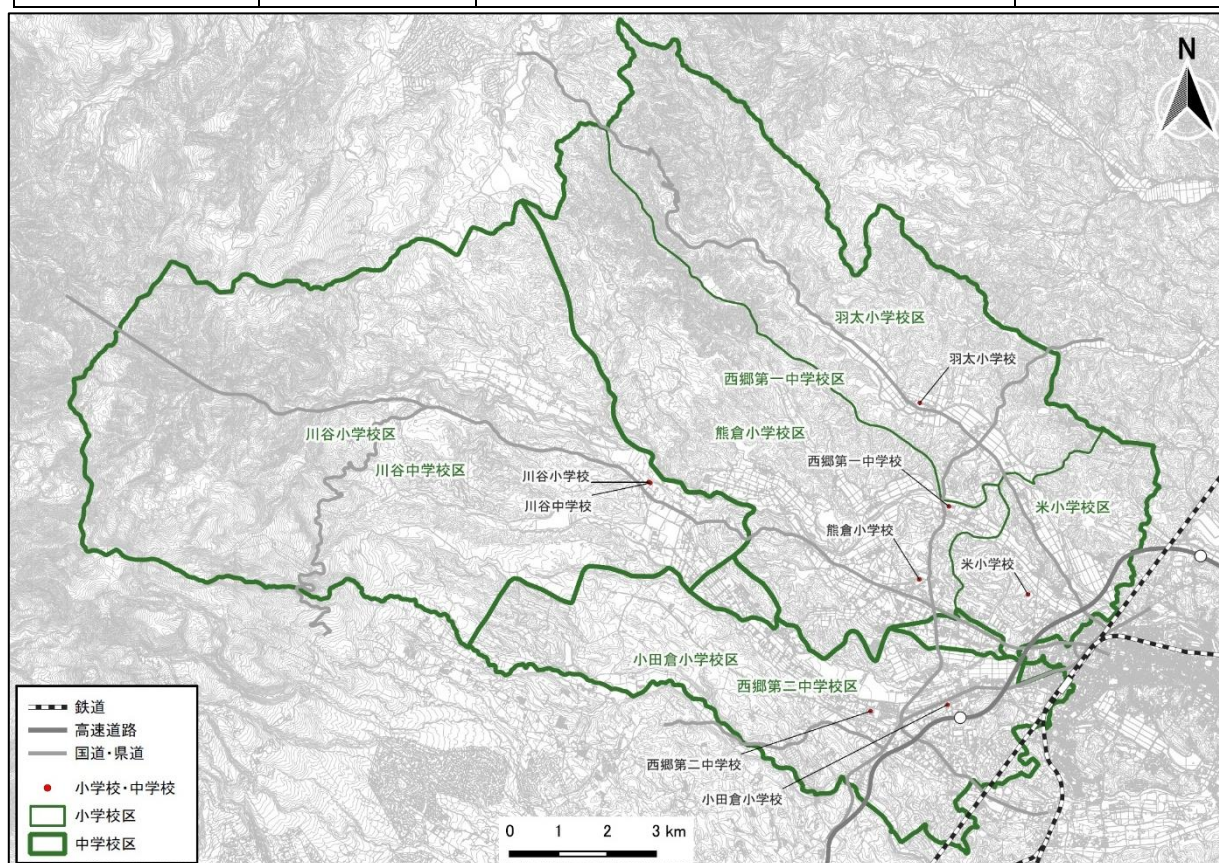 N
羽太小学校区
羽太小学校
西郷第一中学校区
熊倉小学校区
川谷小学校区
川谷中学校区
西郷第一中学校
川谷小学校
川谷中学校
米小学校区
熊倉小学校
米小学校
小田倉小学校区
西郷第二中学校区
西郷第二中学校
小田倉小学校
鉄道
高速道路
国道・県道
小学校・中学校
小学校区
中学校区
0 1 2 3 km